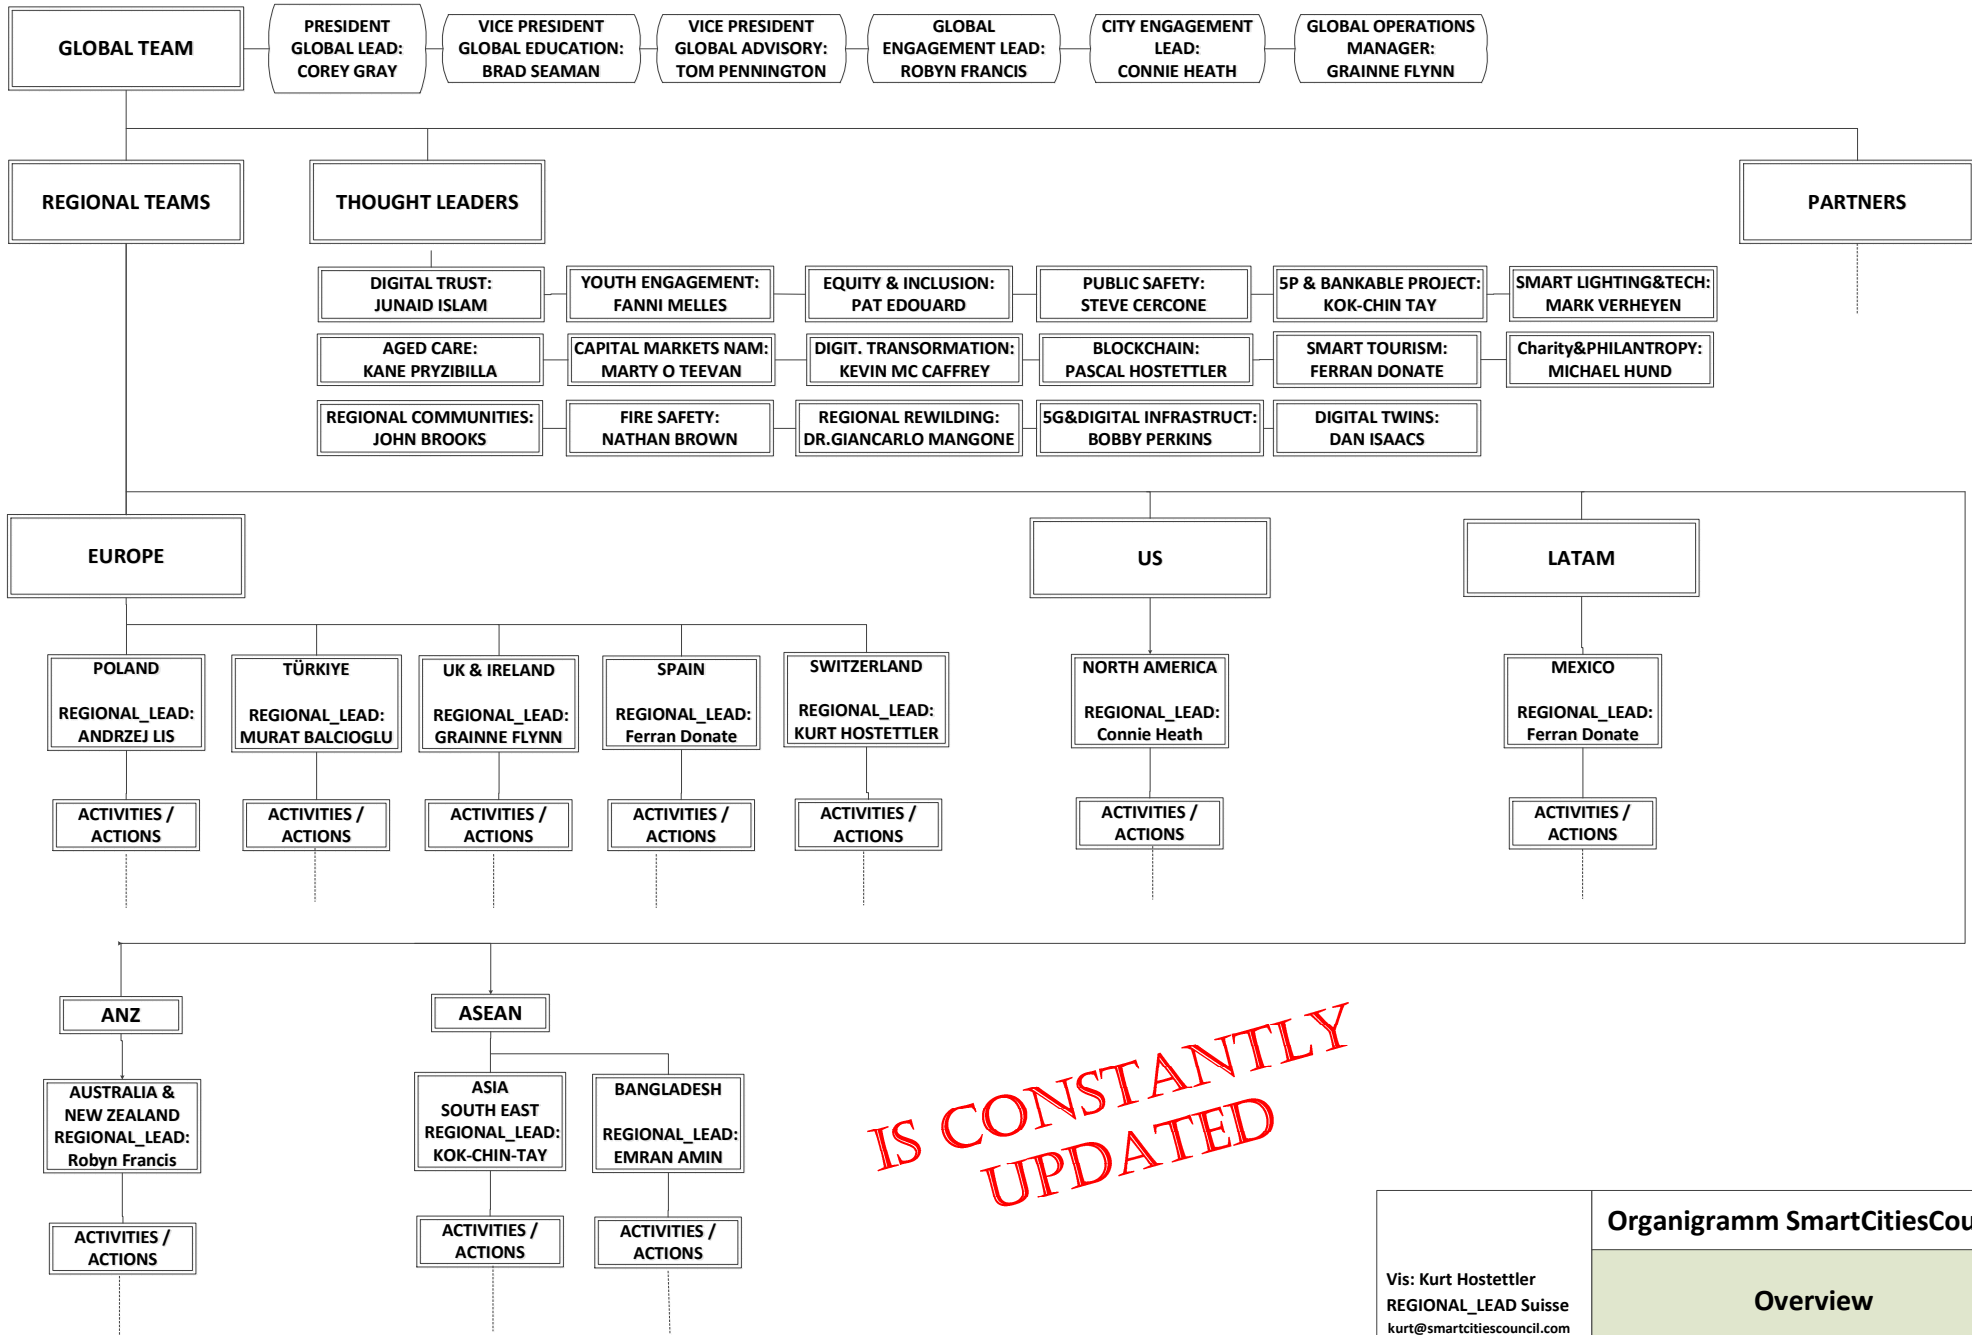 GLOBAL TEAM
PRESIDENT
GLOBAL LEAD:
COREY GRAY
VICE PRESIDENT
GLOBAL EDUCATION:
BRAD SEAMAN
VICE PRESIDENT
GLOBAL ADVISORY:
TOM PENNINGTON
GLOBAL
ENGAGEMENT LEAD:
ROBYN FRANCIS
CITY ENGAGEMENT
LEAD:
CONNIE HEATH
GLOBAL OPERATIONS
MANAGER:
GRAINNE FLYNN
REGIONAL TEAMS
THOUGHT LEADERS
PARTNERS
DIGITAL TRUST:
JUNAID ISLAM
YOUTH ENGAGEMENT:
FANNI MELLES
EQUITY & INCLUSION:
PAT EDOUARD
PUBLIC SAFETY:
STEVE CERCONE
5P & BANKABLE PROJECT:
KOK-CHIN TAY
SMART LIGHTING&TECH:
MARK VERHEYEN
AGED CARE:
KANE PRYZIBILLA
CAPITAL MARKETS NAM:
MARTY O TEEVAN
DIGIT. TRANSORMATION:
KEVIN MC CAFFREY
BLOCKCHAIN:
PASCAL HOSTETTLER
SMART TOURISM:
FERRAN DONATE
Charity&PHILANTROPY:
MICHAEL HUND
REGIONAL COMMUNITIES:
JOHN BROOKS
FIRE SAFETY:
NATHAN BROWN
REGIONAL REWILDING:
DR.GIANCARLO MANGONE
5G&DIGITAL INFRASTRUCT:
BOBBY PERKINS
DIGITAL TWINS:
DAN ISAACS
EUROPE
US
LATAM
POLAND
REGIONAL_LEAD:
ANDRZEJ LIS
TÜRKIYE
REGIONAL_LEAD:
MURAT BALCIOGLU
UK & IRELAND
REGIONAL_LEAD:
GRAINNE FLYNN
SPAIN
REGIONAL_LEAD:
Ferran Donate
SWITZERLAND
REGIONAL_LEAD:
KURT HOSTETTLER
NORTH AMERICA
REGIONAL_LEAD:
Connie Heath
MEXICO
REGIONAL_LEAD:
Ferran Donate
ACTIVITIES /
ACTIONS
ACTIVITIES /
ACTIONS
ACTIVITIES /
ACTIONS
ACTIVITIES /
ACTIONS
ACTIVITIES /
ACTIONS
ACTIVITIES /
ACTIONS
ACTIVITIES /
ACTIONS
ANZ
ASEAN
AUSTRALIA &
NEW ZEALAND
REGIONAL_LEAD:
Robyn Francis
ASIA
SOUTH EAST
REGIONAL_LEAD:
KOK-CHIN-TAY
BANGLADESH
REGIONAL_LEAD:
EMRAN AMIN
ACTIVITIES /
ACTIONS
ACTIVITIES /
ACTIONS
ACTIVITIES /
ACTIONS
IS CONSTANTLY
UPDATED
Organigramm SmartCitiesCou
Overview
Vis: Kurt Hostettler
REGIONAL_LEAD Suisse
kurt@smartcitiescouncil.com